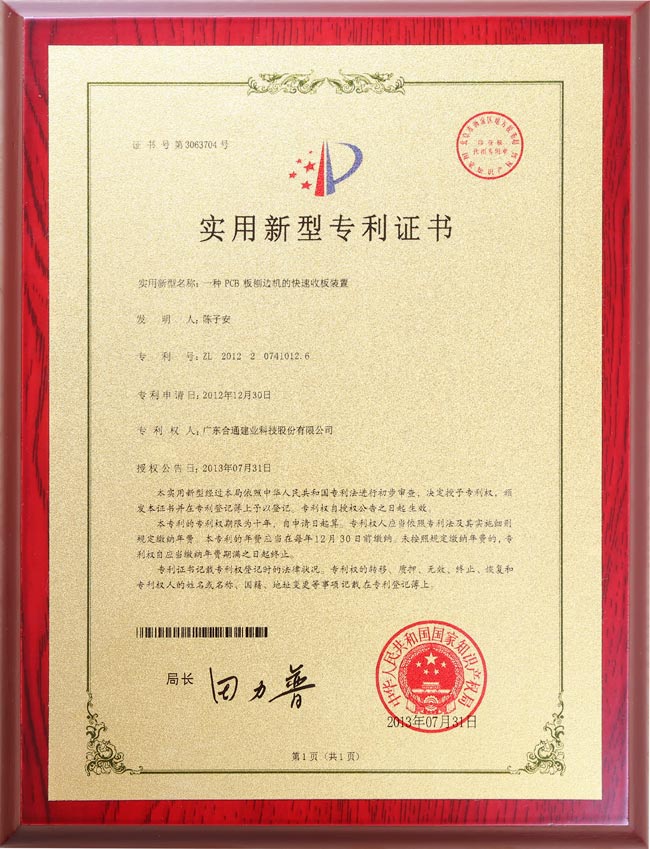 证书号第3063704号
实用新型专利证书
实用新型名称：一种 PCB 板刨边机的快速收板装置
发 明 人：陈子安
专 利 号：ZL 2012 2 0741012.6
专利申请日：2012年12月30日
专 利 权 人：广东合通建业科技股份有限公司
授权公告日：2013年07月31日
本实用新型经过本局依照中华人民共和国专利法进行初步审查，决定授予专利权，颁
发本证书并在专利登记簿上予以登记。专利权自授权公告之日起生效。
本专利的专利权期限为十年，自申请日起算。专利权人应当依照专利法及其实施细则
规定缴纳年费。本专利的年费应当在每年12月30日前缴纳。未按照规定缴纳年费的，专
利权自应当缴纳年费期满之日起终止。
专利证书记载专利权登记时的法律状况。专利权的转移、质押、无效、终止、恢复和
专利权人的姓名或名称、国籍、地址变更等事项记载在专利登记簿上。
局长 田力普
中华人民共和国国家知识产权局
2013年07月31日
第1页（共1页）